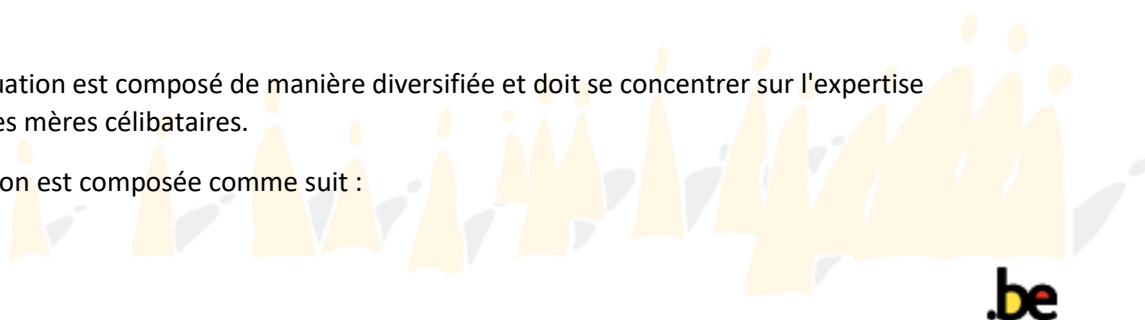 uation est composé de manière diversifiée et doit se concentrer sur l'expertise
es mères célibataires.
on est composée comme suit :
.be